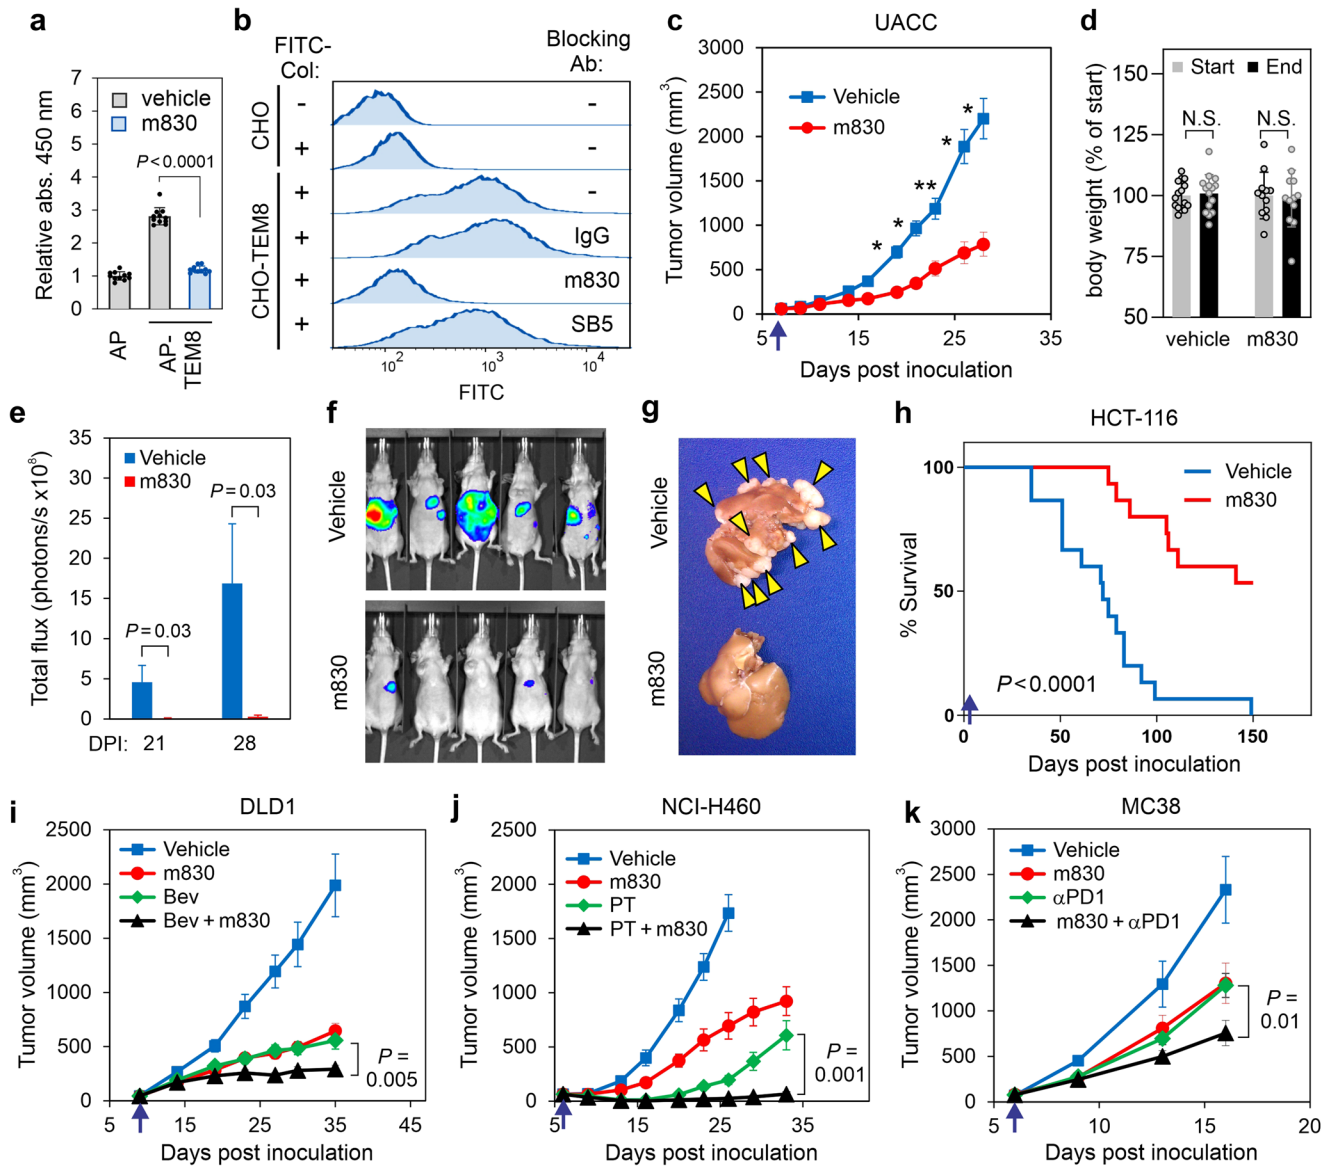 a
Relative abs. 450 nm
7
6
5
4
3
2
1
0
vehicle
m830
P < 0.0001
AP
AP-
TEM8
b
FITC-
Col:
Blocking
Ab:
CHO
CHO-TEM8
- -
+ -
+ -
+ IgG
+ m830
+ SB5
10² 10³ 10⁴
FITC
c
UACC
Tumor volume (mm³)
3000
2500
2000
1500
1000
500
0
Vehicle
m830
* * ** * *
5 15 25 35
Days post inoculation
d
body weight (% of start)
150
125
100
75
50
Start End
N.S. N.S.
vehicle m830
e
Total flux (photons/s x10⁸)
35
30
25
20
15
10
5
0
Vehicle
m830
P = 0.03
P = 0.03
DPI: 21 28
f
Vehicle
m830
g
Vehicle
m830
h
HCT-116
% Survival
100
50
0
Vehicle
m830
P < 0.0001
0 50 100 150
Days post inoculation
i
DLD1
Tumor volume (mm³)
2500
2000
1500
1000
500
0
Vehicle
m830
Bev
Bev + m830
P =
0.005
5 15 25 35 45
Days post inoculation
j
NCI-H460
Tumor volume (mm³)
2500
2000
1500
1000
500
0
Vehicle
m830
PT
PT + m830
P =
0.001
5 15 25 35
Days post inoculation
k
MC38
Tumor volume (mm³)
3000
2500
2000
1500
1000
500
0
Vehicle
m830
αPD1
m830 + αPD1
P =
0.01
5 10 15 20
Days post inoculation